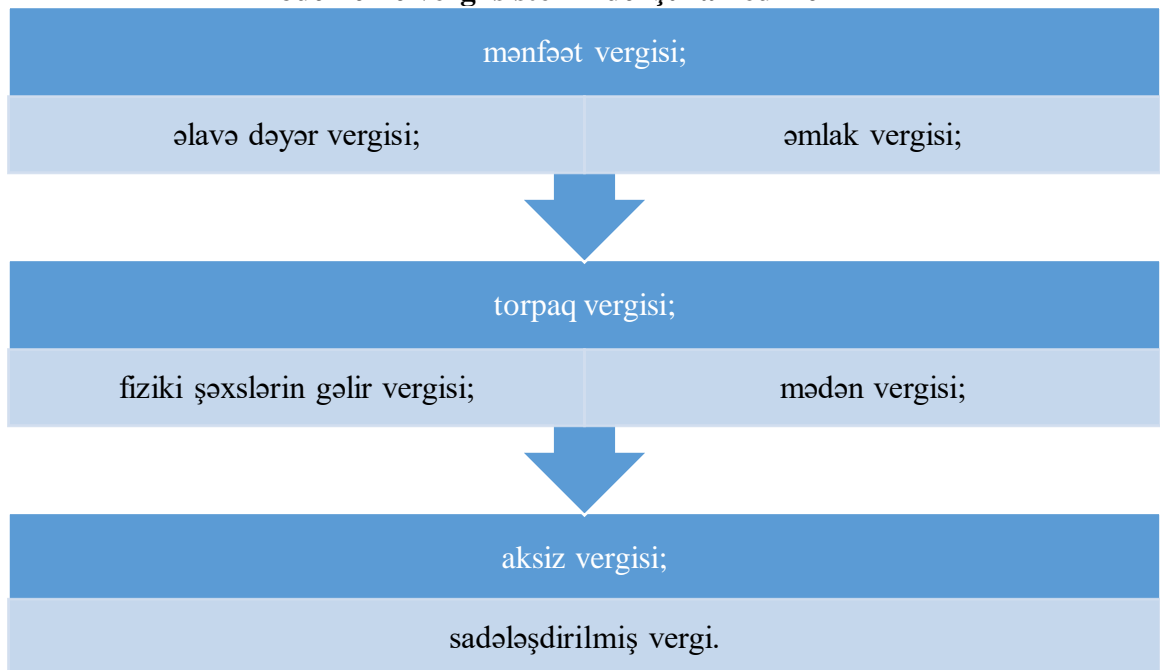 mənfəət vergisi;
əlavə dəyər vergisi;
əmlak vergisi;
torpaq vergisi;
fiziki şəxslərin gəlir vergisi;
mədən vergisi;
aksiz vergisi;
sadələşdirilmiş vergi.